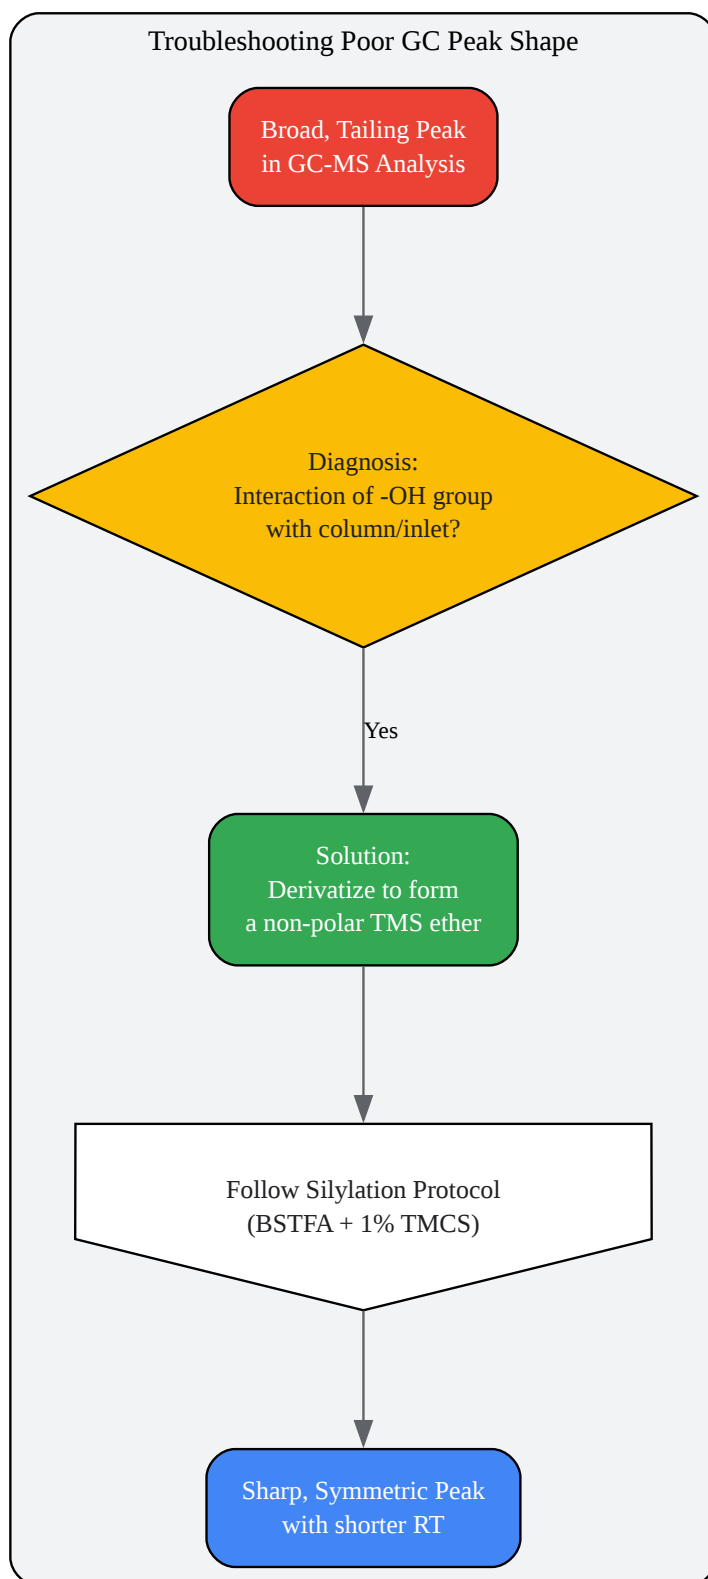 Troubleshooting Poor GC Peak Shape
Broad, Tailing Peak
in GC-MS Analysis
Diagnosis:
Interaction of -OH group
with column/inlet?
Yes
Solution:
Derivatize to form
a non-polar TMS ether
Follow Silylation Protocol
(BSTFA + 1% TMCS)
Sharp, Symmetric Peak
with shorter RT